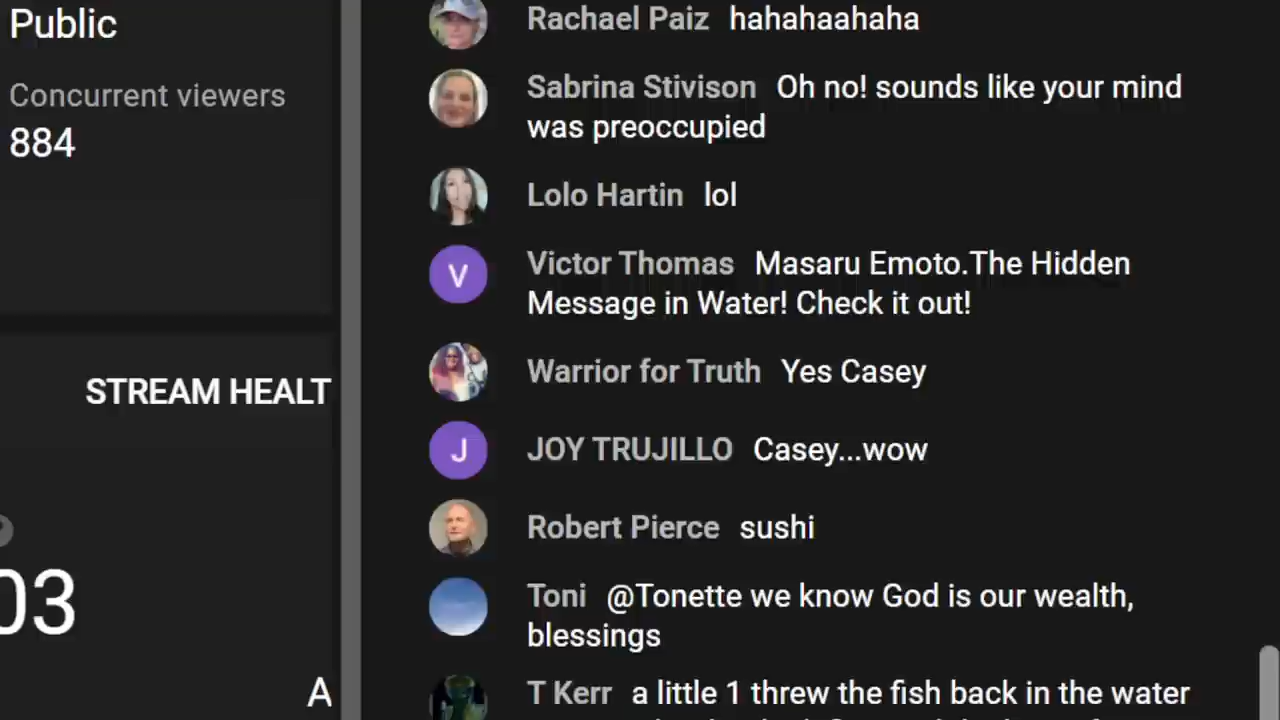 Public
Concurrent viewers
884
STREAM HEALT
03
A
Rachael Paiz hahahaahaha
Sabrina Stivison Oh no! sounds like your mind
was preoccupied
Lolo Hartin lol
V
Victor Thomas Masaru Emoto.The Hidden
Message in Water! Check it out!
Warrior for Truth Yes Casey
J
JOY TRUJILLO Casey...wow
Robert Pierce sushi
Toni @Tonette we know God is our wealth,
blessings
T Kerr a little 1 threw the fish back in the water